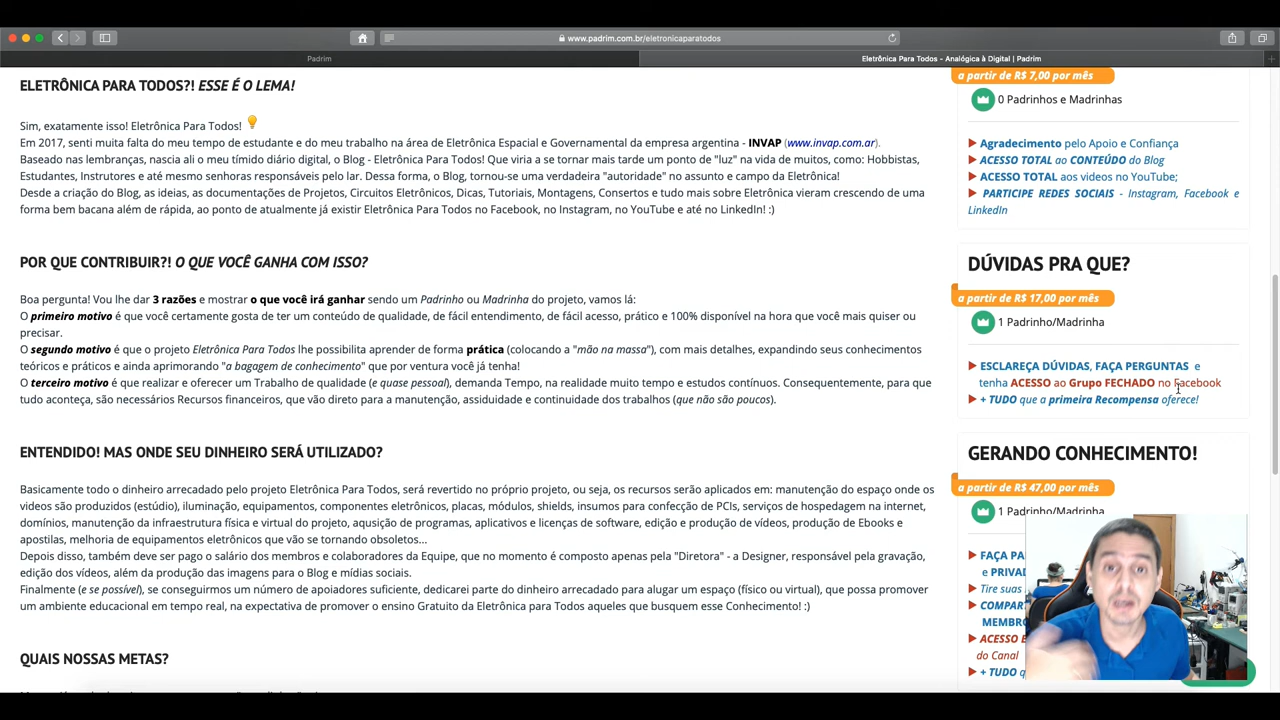 www.padrim.com.br/eletronicaparatodos
Padrim
Eletrônica Para Todos - Analógica à Digital | Padrim
ELETRÔNICA PARA TODOS?! ESSE É O LEMA!
Sim, exatamente isso! Eletrônica Para Todos!
Em 2017, senti muita falta do meu tempo de estudante e do meu trabalho na área de Eletrônica Espacial e Governamental da empresa argentina - INVAP (www.invap.com.ar).
Baseado nas lembranças, nascia ali o meu tímido diário digital, o Blog - Eletrônica Para Todos! Que viria a se tornar mais tarde um ponto de "luz" na vida de muitos, como: Hobbistas,
Estudantes, Instrutores e até mesmo senhoras responsáveis pelo lar. Dessa forma, o Blog, tornou-se uma verdadeira "autoridade" no assunto e campo da Eletrônica!
Desde a criação do Blog, as ideias, as documentações de Projetos, Circuitos Eletrônicos, Dicas, Tutoriais, Montagens, Consertos e tudo mais sobre Eletrônica vieram crescendo de uma
forma bem bacana além de rápida, ao ponto de atualmente já existir Eletrônica Para Todos no Facebook, no Instagram, no YouTube e até no LinkedIn! :)
POR QUE CONTRIBUIR?! O QUE VOCÊ GANHA COM ISSO?
Boa pergunta! Vou lhe dar 3 razões e mostrar o que você irá ganhar sendo um Padrinho ou Madrinha do projeto, vamos lá:
O primeiro motivo é que você certamente gosta de ter um conteúdo de qualidade, de fácil entendimento, de fácil acesso, prático e 100% disponível na hora que você mais quiser ou
precisar.
O segundo motivo é que o projeto Eletrônica Para Todos lhe possibilita aprender de forma prática (colocando a "mão na massa"), com mais detalhes, expandindo seus conhecimentos
teóricos e práticos e ainda aprimorando "a bagagem de conhecimento" que por ventura você já tenha!
O terceiro motivo é que realizar e oferecer um Trabalho de qualidade (e quase pessoal), demanda Tempo, na realidade muito tempo e estudos contínuos. Consequentemente, para que
tudo aconteça, são necessários Recursos financeiros, que vão direto para a manutenção, assiduidade e continuidade dos trabalhos (que não são poucos).
ENTENDIDO! MAS ONDE SEU DINHEIRO SERÁ UTILIZADO?
Basicamente todo o dinheiro arrecadado pelo projeto Eletrônica Para Todos, será revertido no próprio projeto, ou seja, os recursos serão aplicados em: manutenção do espaço onde os
videos são produzidos (estúdio), iluminação, equipamentos, componentes eletrônicos, placas, módulos, shields, insumos para confecção de PCIs, serviços de hospedagem na internet,
domínios, manutenção da infraestrutura física e virtual do projeto, aqusição de programas, aplicativos e licenças de software, edição e produção de vídeos, produção de Ebooks e
apostilas, melhoria de equipamentos eletrônicos que vão se tornando obsoletos...
Depois disso, também deve ser pago o salário dos membros e colaboradores da Equipe, que no momento é composto apenas pela "Diretora" - a Designer, responsável pela gravação,
edição dos vídeos, além da produção das imagens para o Blog e mídias sociais.
Finalmente (e se possível), se conseguirmos um número de apoiadores suficiente, dedicarei parte do dinheiro arrecadado para alugar um espaço (físico ou virtual), que possa promover
um ambiente educacional em tempo real, na expectativa de promover o ensino Gratuito da Eletrônica para Todos aqueles que busquem esse Conhecimento! :)
QUAIS NOSSAS METAS?
a partir de R$ 7,00 por mês
0 Padrinhos e Madrinhas
Agradecimento pelo Apoio e Confiança
ACESSO TOTAL ao CONTEÚDO do Blog
ACESSO TOTAL aos videos no YouTube;
PARTICIPE REDES SOCIAIS - Instagram, Facebook e
LinkedIn
DÚVIDAS PRA QUE?
a partir de R$ 17,00 por mês
1 Padrinho/Madrinha
ESCLAREÇA DÚVIDAS, FAÇA PERGUNTAS e
tenha ACESSO ao Grupo FECHADO no Facebook
+ TUDO que a primeira Recompensa oferece!
GERANDO CONHECIMENTO!
a partir de R$ 47,00 por mês
1 Padrinho/Madrinha
FAÇA PA
e PRIVAD
Tire suas
COMPAR
MEMBRO
ACESSO E
do Canal
+ TUDO q